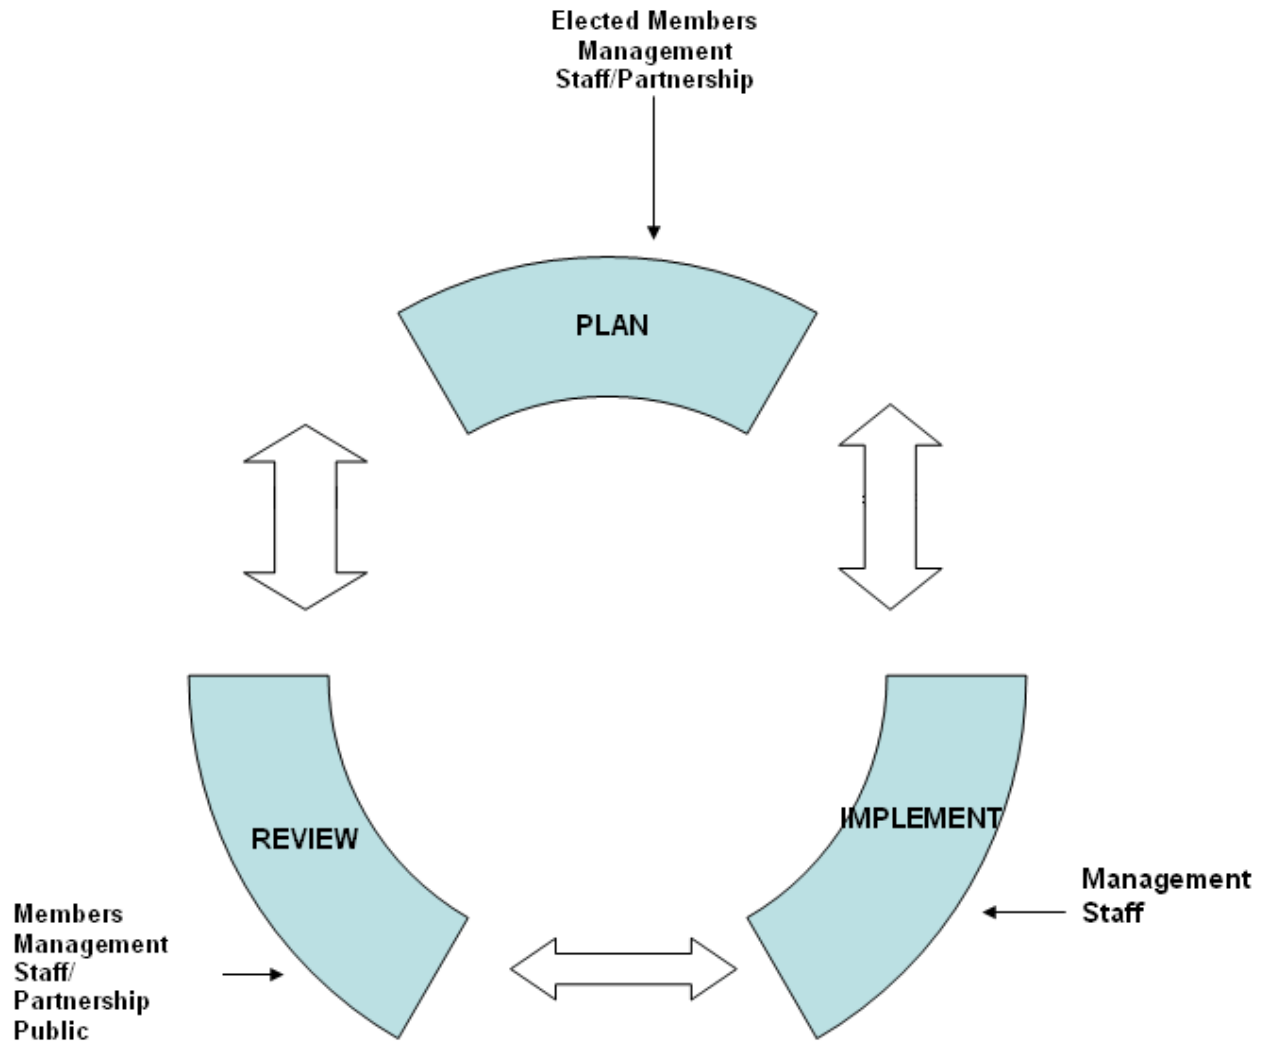 Elected Members
Management
Staff/Partnership
PLAN
REVIEW
IMPLEMENT
Management
Staff
Members
Management
Staff/
Partnership
Public